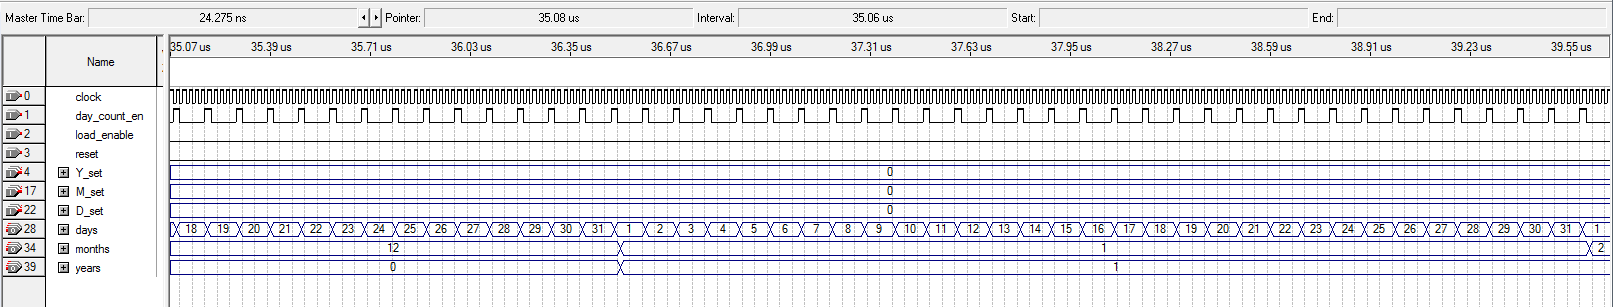 Master Time Bar: 24.275 ns Pointer: 35.08 us Interval: 35.06 us Start: End:
Name 35.07 us 35.39 us 35.71 us 36.03 us 36.35 us 36.67 us 36.99 us 37.31 us 37.63 us 37.95 us 38.27 us 38.59 us 38.91 us 39.23 us 39.55 us
0 clock
1 day_count_en
2 load_enable
3 reset
4 Y_set 0
17 M_set 0
22 D_set 0
28 days 18 19 20 21 22 23 24 25 26 27 28 29 30 31 1 2 3 4 5 6 7 8 9 10 11 12 13 14 15 16 17 18 19 20 21 22 23 24 25 26 27 28 29 30 31 1
34 months 12 1 2
39 years 0 1